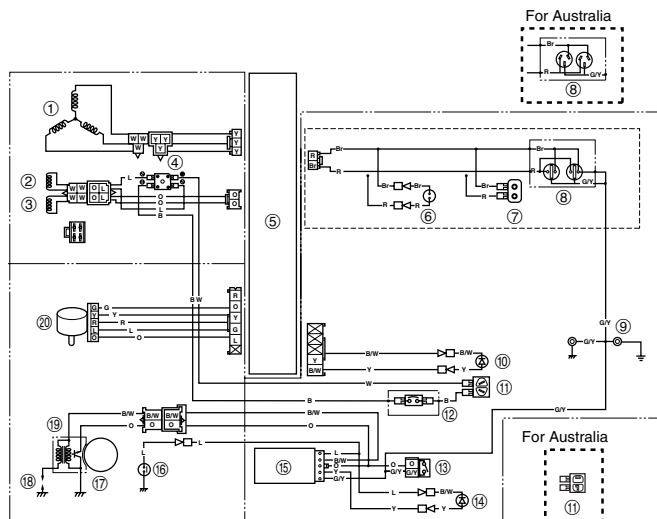 For Australia
Br
R
G/Y
⑧
①
Y
Y
Y
W W
Y Y
W
Y
④
②
③
W W O
W W O L
L
O
O
L
B
O
O
⑤
R
Br
Br
R
Br
R
Br
Br
R
R
Br
R
R
G/Y
⑥
⑦
⑧
B W
⑳
G G
Y Y
R R
L L
O O
R
O
Y
G
L
Y
B/W
B/W
Y
B/W
Y
⑩
W
⑪
G/Y
G/Y
⑨
B
B
⑫
G/Y
⑲
B/W
O
B/W B/W
O O
B/W
O
L
L
⑱
⑰
⑯
⑮
L
B/W
O
Y
G/Y
O
O
G/Y
⑬
L
B/W
Y
Y
⑭
For Australia
⑪